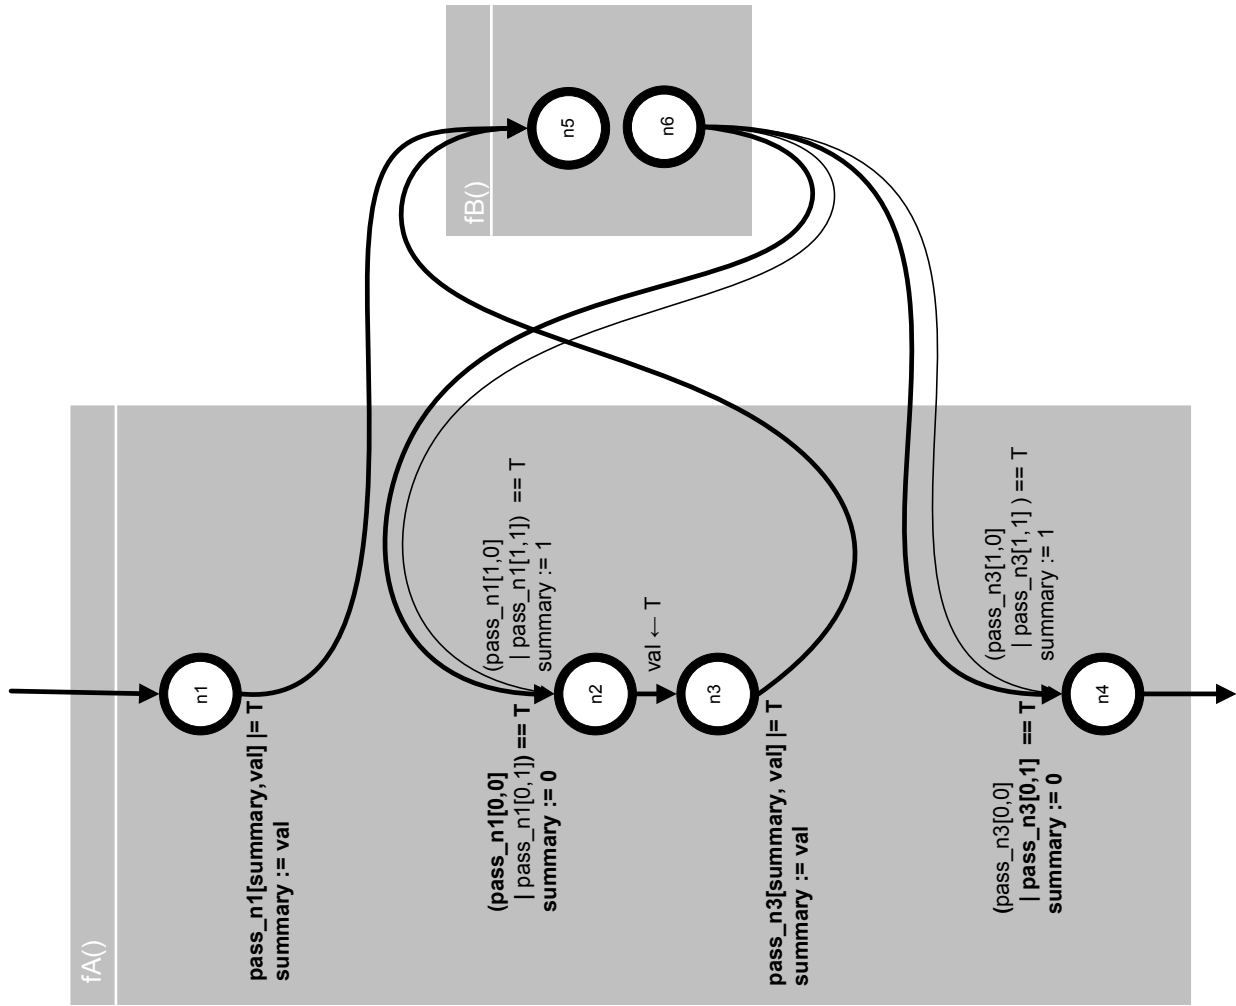 fB()
n5
n6
fA()
n1
pass_n1[summary,val] |= T
summary := val
(pass_n1[0,0]
| pass_n1[0,1]) == T
summary := 0
(pass_n1[1,0]
| pass_n1[1,1]) == T
summary := 1
n2
val ← T
n3
pass_n3[summary, val] |= T
summary := val
(pass_n3[0,0]
| pass_n3[0,1] == T
summary := 0
(pass_n3[1,0]
| pass_n3[1,1] ) == T
summary := 1
n4